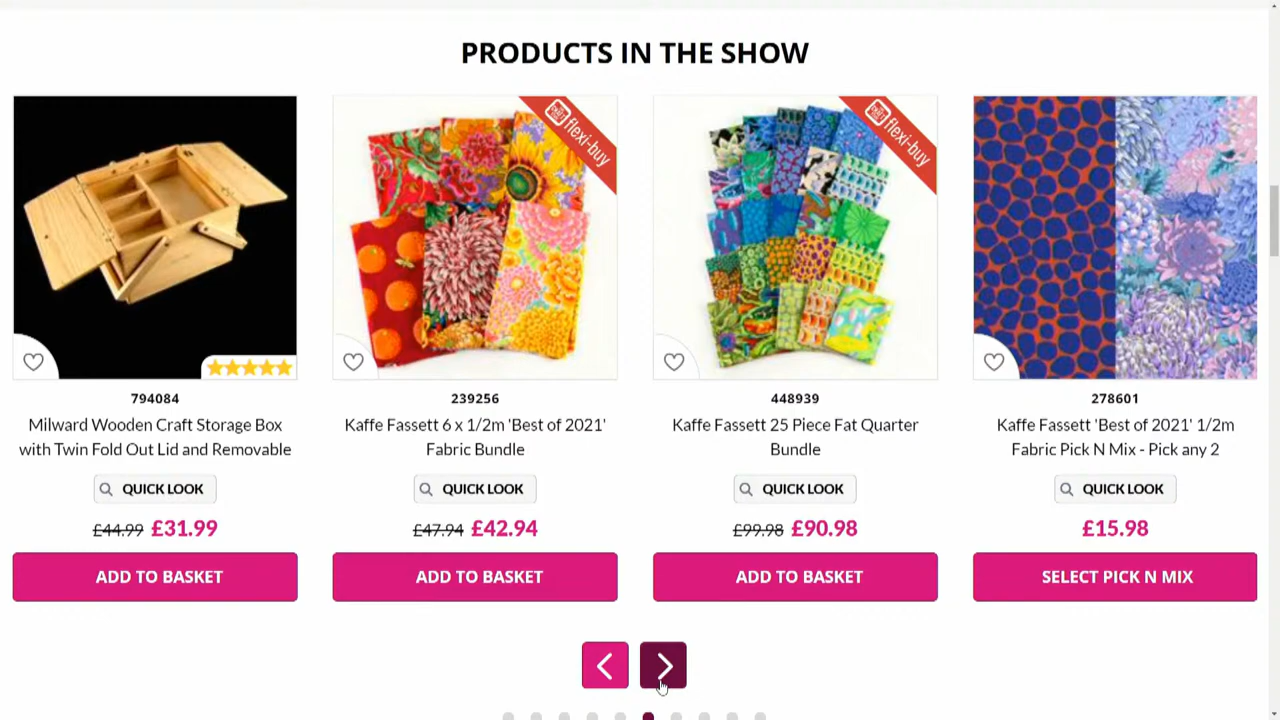 PRODUCTS IN THE SHOW
flexi-buy
flexi-buy
794084
Milward Wooden Craft Storage Box
with Twin Fold Out Lid and Removable
QUICK LOOK
£44.99 £31.99
ADD TO BASKET
239256
Kaffe Fassett 6 x 1/2m 'Best of 2021'
Fabric Bundle
QUICK LOOK
£47.94 £42.94
ADD TO BASKET
448939
Kaffe Fassett 25 Piece Fat Quarter
Bundle
QUICK LOOK
£99.98 £90.98
ADD TO BASKET
278601
Kaffe Fassett 'Best of 2021' 1/2m
Fabric Pick N Mix - Pick any 2
QUICK LOOK
£15.98
SELECT PICK N MIX